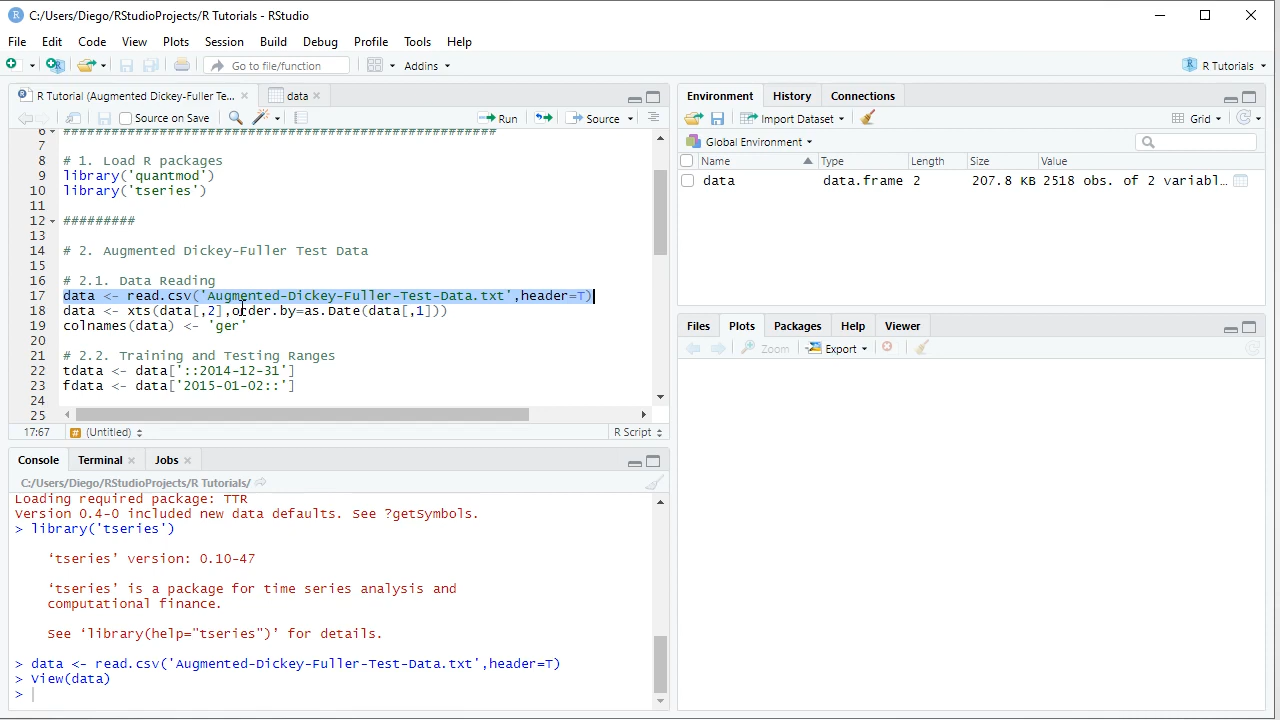 C:/Users/Diego/RStudioProjects/R Tutorials - RStudio
File Edit Code View Plots Session Build Debug Profile Tools Help
Go to file/function Addins R Tutorials
R Tutorial (Augmented Dickey-Fuller Te... data
Source on Save Run Source
6 ######################################################
7
8 # 1. Load R packages
9 library('quantmod')
10 library('tseries')
11
12 #########
13
14 # 2. Augmented Dickey-Fuller Test Data
15
16 # 2.1. Data Reading
17 data <- read.csv('Augmented-Dickey-Fuller-Test-Data.txt',header=T)
18 data <- xts(data[,2],order.by=as.Date(data[,1]))
19 colnames(data) <- 'ger'
20
21 # 2.2. Training and Testing Ranges
22 tdata <- data['::2014-12-31']
23 fdata <- data['2015-01-02::']
24
25
17:67 # (Untitled) R Script
Console Terminal Jobs
C:/Users/Diego/RStudioProjects/R Tutorials/
Loading required package: TTR
Version 0.4-0 included new data defaults. See ?getSymbols.
> library('tseries')
‘tseries’ version: 0.10-47
‘tseries’ is a package for time series analysis and
computational finance.
See ‘library(help="tseries")’ for details.
> data <- read.csv('Augmented-Dickey-Fuller-Test-Data.txt',header=T)
> View(data)
>
Environment History Connections
Import Dataset Grid
Global Environment
Name Type Length Size Value
data data.frame 2 207.8 KB 2518 obs. of 2 variabl...
Files Plots Packages Help Viewer
Zoom Export